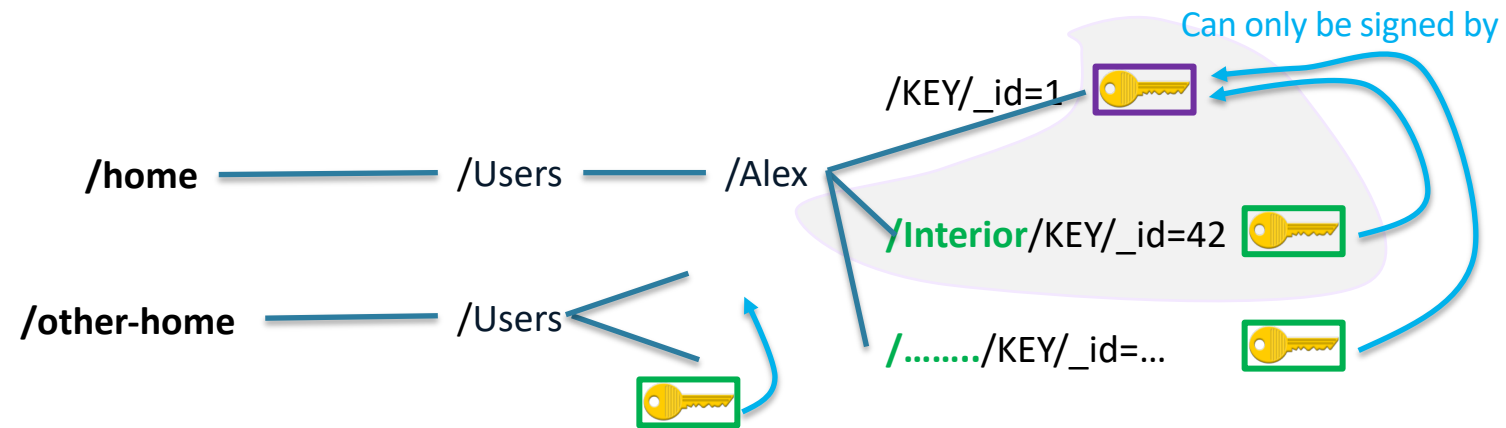 Can only be signed by
/KEY/_id=1
/home /Users /Alex
/Interior/KEY/_id=42
/other-home /Users
/…….../KEY/_id=…